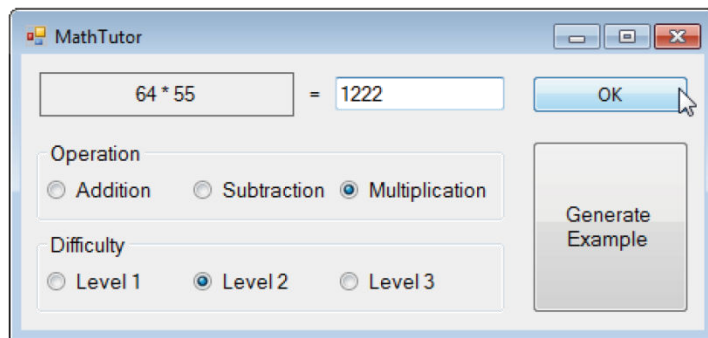 MathTutor
64 * 55 = 1222 OK
Operation
Addition Subtraction Multiplication
Generate
Example
Difficulty
Level 1 Level 2 Level 3